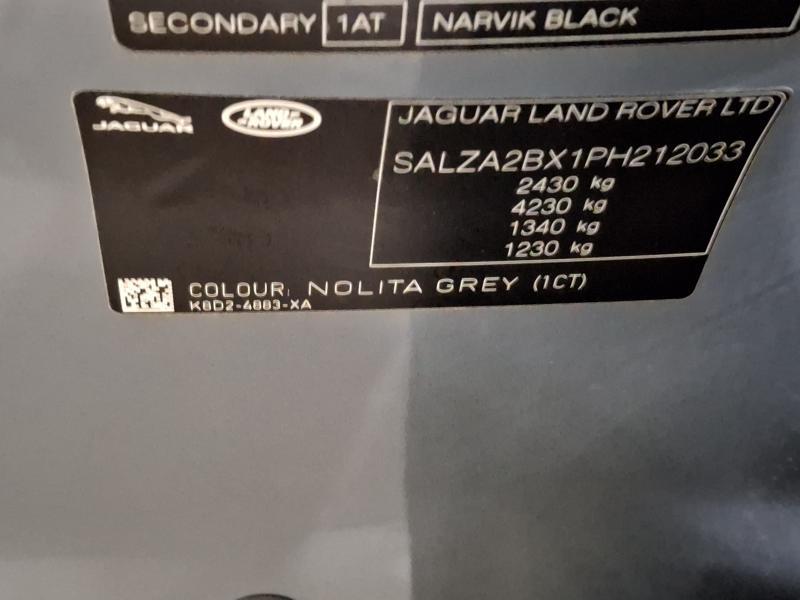 SECONDARY 1AT NARVIK BLACK
JAGUAR
LAND ROVER
JAGUAR LAND ROVER LTD
SALZA2BX1PH212033
2430 kg
4230 kg
1340 kg
1230 kg
COLOUR: NOLITA GREY (1CT)
K8D2-4883-XA